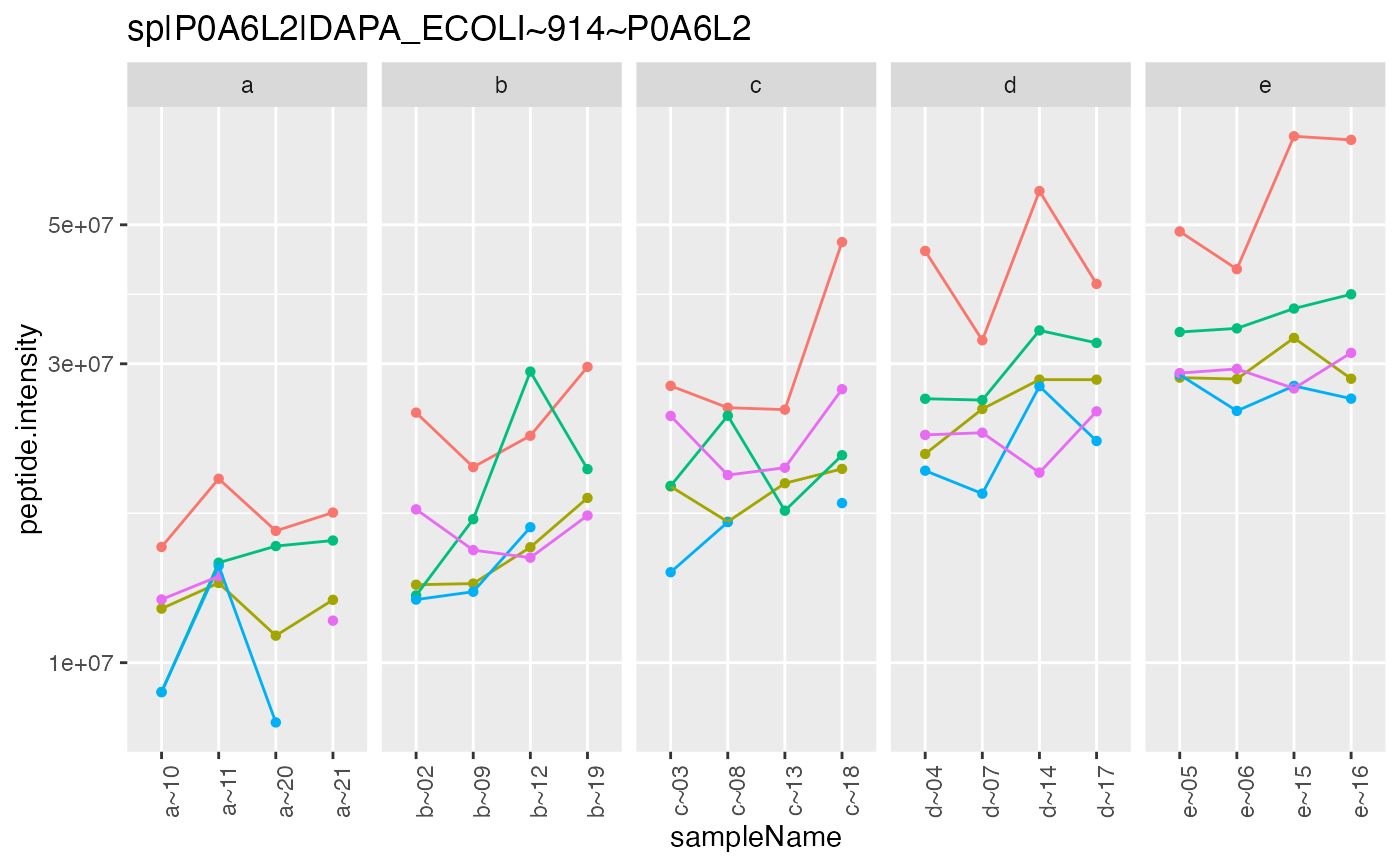 sp|P0A6L2|DAPA_ECOLI~914~P0A6L2
a b c d e
peptide.intensity
5e+07
3e+07
1e+07
a~10 a~11 a~20 a~21 b~02 b~09 b~12 b~19 c~03 c~08 c~13 c~18 d~04 d~07 d~14 d~17 e~05 e~06 e~15 e~16
sampleName